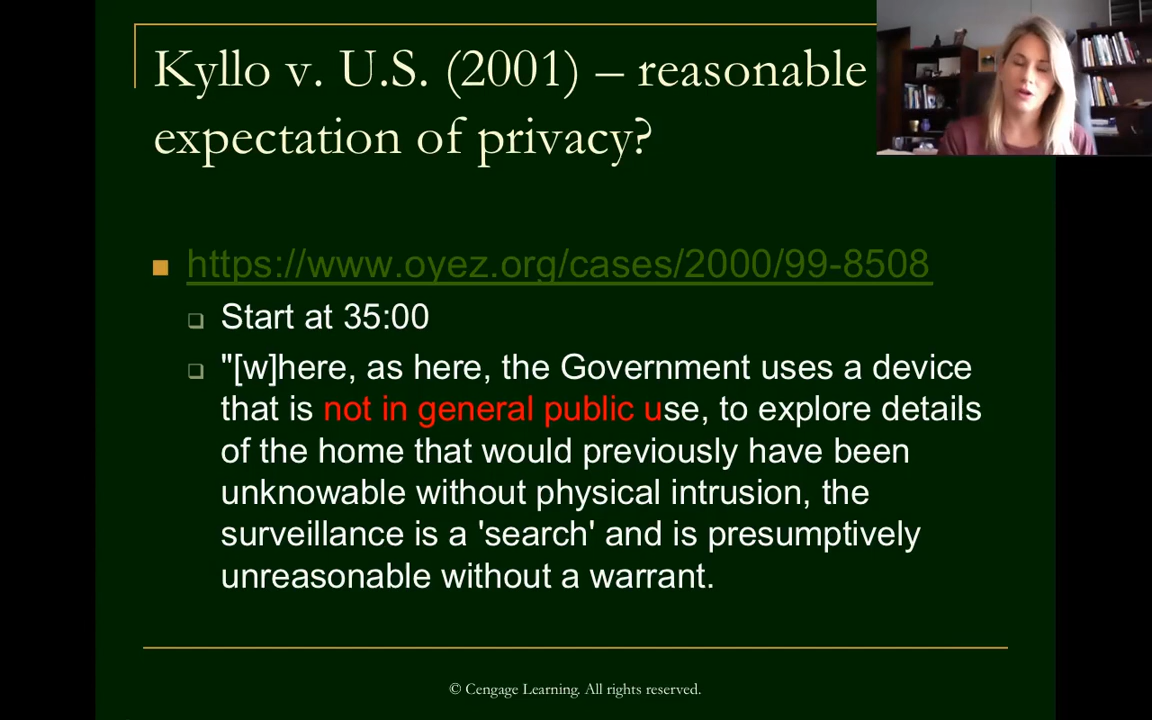 Kyllo v. U.S. (2001) – reasonable
expectation of privacy?
https://www.oyez.org/cases/2000/99-8508
Start at 35:00
"[w]here, as here, the Government uses a device
that is not in general public use, to explore details
of the home that would previously have been
unknowable without physical intrusion, the
surveillance is a 'search' and is presumptively
unreasonable without a warrant.
© Cengage Learning. All rights reserved.